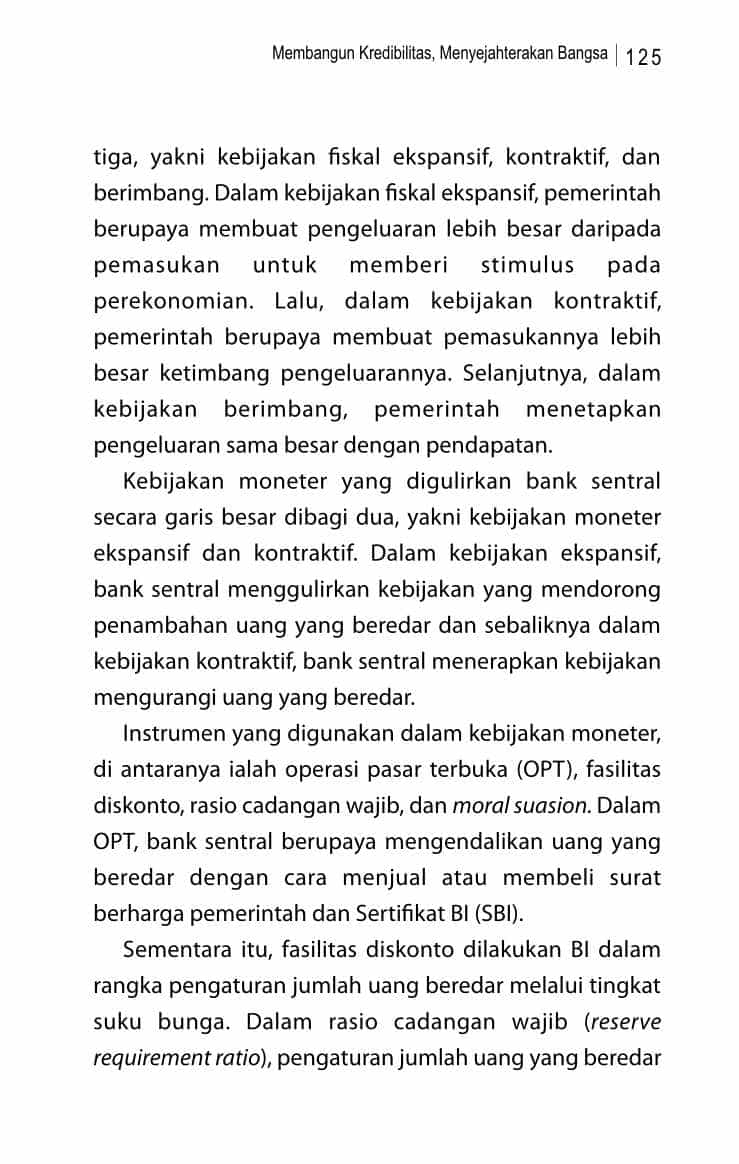 Membangun Kredibilitas, Menyejahterakan Bangsa | 125
tiga, yakni kebijakan fiskal ekspansif, kontraktif, dan
berimbang. Dalam kebijakan fiskal ekspansif, pemerintah
berupaya membuat pengeluaran lebih besar daripada
pemasukan untuk memberi stimulus pada
perekonomian. Lalu, dalam kebijakan kontraktif,
pemerintah berupaya membuat pemasukannya lebih
besar ketimbang pengeluarannya. Selanjutnya, dalam
kebijakan berimbang, pemerintah menetapkan
pengeluaran sama besar dengan pendapatan.
Kebijakan moneter yang digulirkan bank sentral
secara garis besar dibagi dua, yakni kebijakan moneter
ekspansif dan kontraktif. Dalam kebijakan ekspansif,
bank sentral menggulirkan kebijakan yang mendorong
penambahan uang yang beredar dan sebaliknya dalam
kebijakan kontraktif, bank sentral menerapkan kebijakan
mengurangi uang yang beredar.
Instrumen yang digunakan dalam kebijakan moneter,
di antaranya ialah operasi pasar terbuka (OPT), fasilitas
diskonto, rasio cadangan wajib, dan moral suasion. Dalam
OPT, bank sentral berupaya mengendalikan uang yang
beredar dengan cara menjual atau membeli surat
berharga pemerintah dan Sertifikat BI (SBI).
Sementara itu, fasilitas diskonto dilakukan BI dalam
rangka pengaturan jumlah uang beredar melalui tingkat
suku bunga. Dalam rasio cadangan wajib (reserve
requirement ratio), pengaturan jumlah uang yang beredar